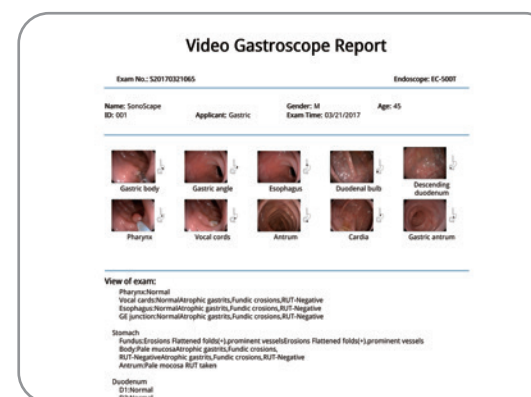 Video Gastroscope Report
Exam No.: S20170321065 Endoscope: EC-500T
Name: SonoScape Gender: M Age: 45
ID: 001 Applicant: Gastric Exam Time: 03/21/2017
Gastric body Gastric angle Esophagus Duodenal bulb Descending duodenum
Pharynx Vocal cords Antrum Cardia Gastric antrum
View of exam:
Pharynx:Normal
Vocal cards:NormalAtrophic gastrits,Fundic crosions,RUT-Negative
Esophagus:NormalAtrophic gastrits,Fundic crosions,RUT-Negative
GE junction:NormalAtrophic gastrits,Fundic crosions,RUT-Negative
Stomach
Fundus:Erosions Flattened folds(+),prominent vesselsErosions Flattened folds(+),prominent vessels
Body:Pale mucosaAtrophic gastrits,Fundic crosions,
RUT-NegativeAtrophic gastrits,Fundic crosions,RUT-Negative
Antrum:Pale mocosa RUT taken
Duodenum
D1:Normal